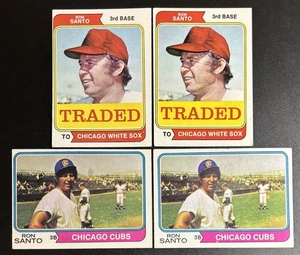 RON
SANTO
3rd BASE
TRADED
TO CHICAGO WHITE SOX
RON
SANTO
3rd BASE
TRADED
TO CHICAGO WHITE SOX
RON
SANTO 3B CHICAGO CUBS
RON
SANTO 3B CHICAGO CUBS